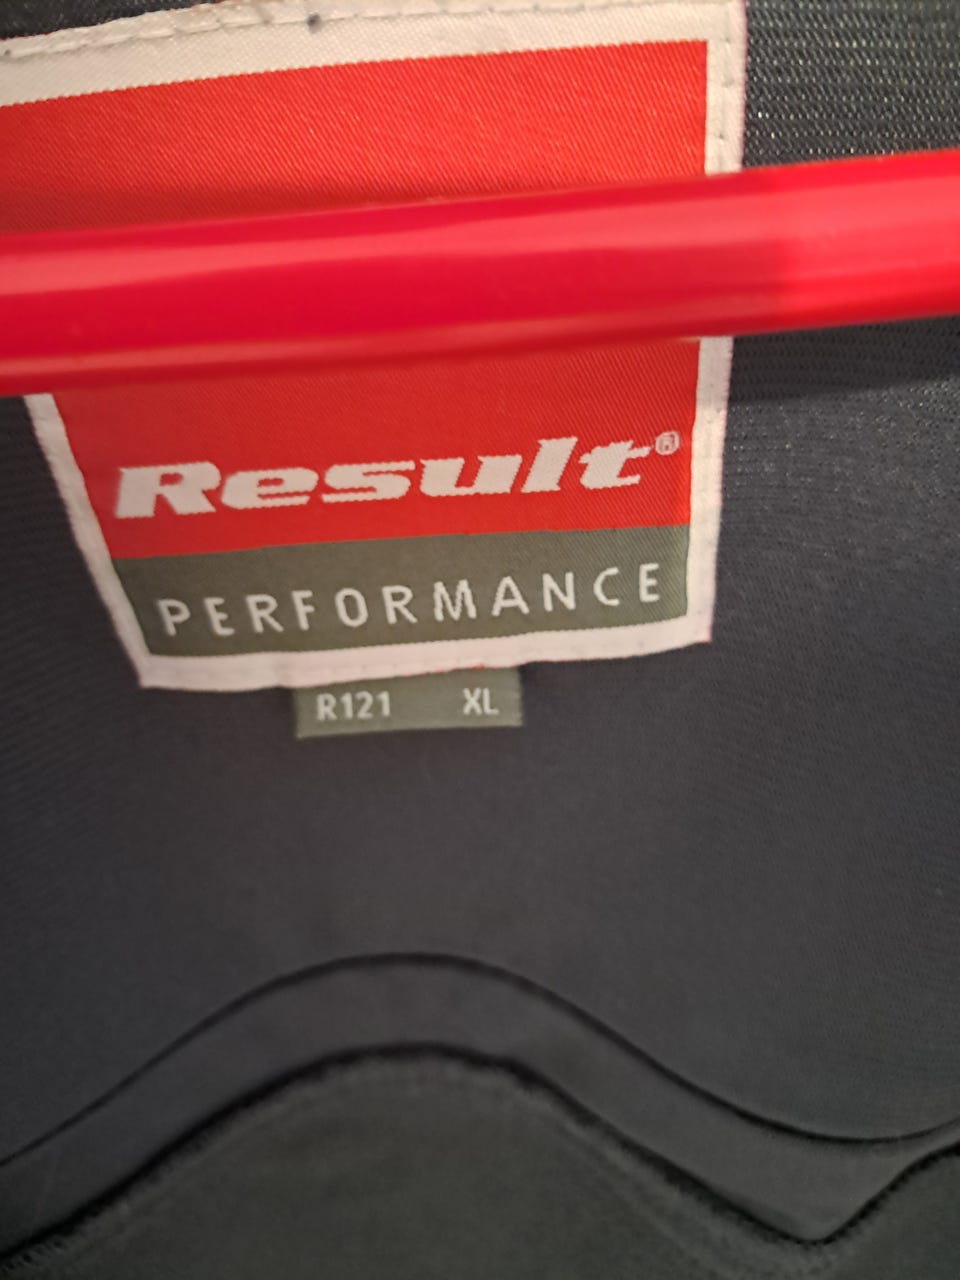 Result®
PERFORMANCE
R121 XL